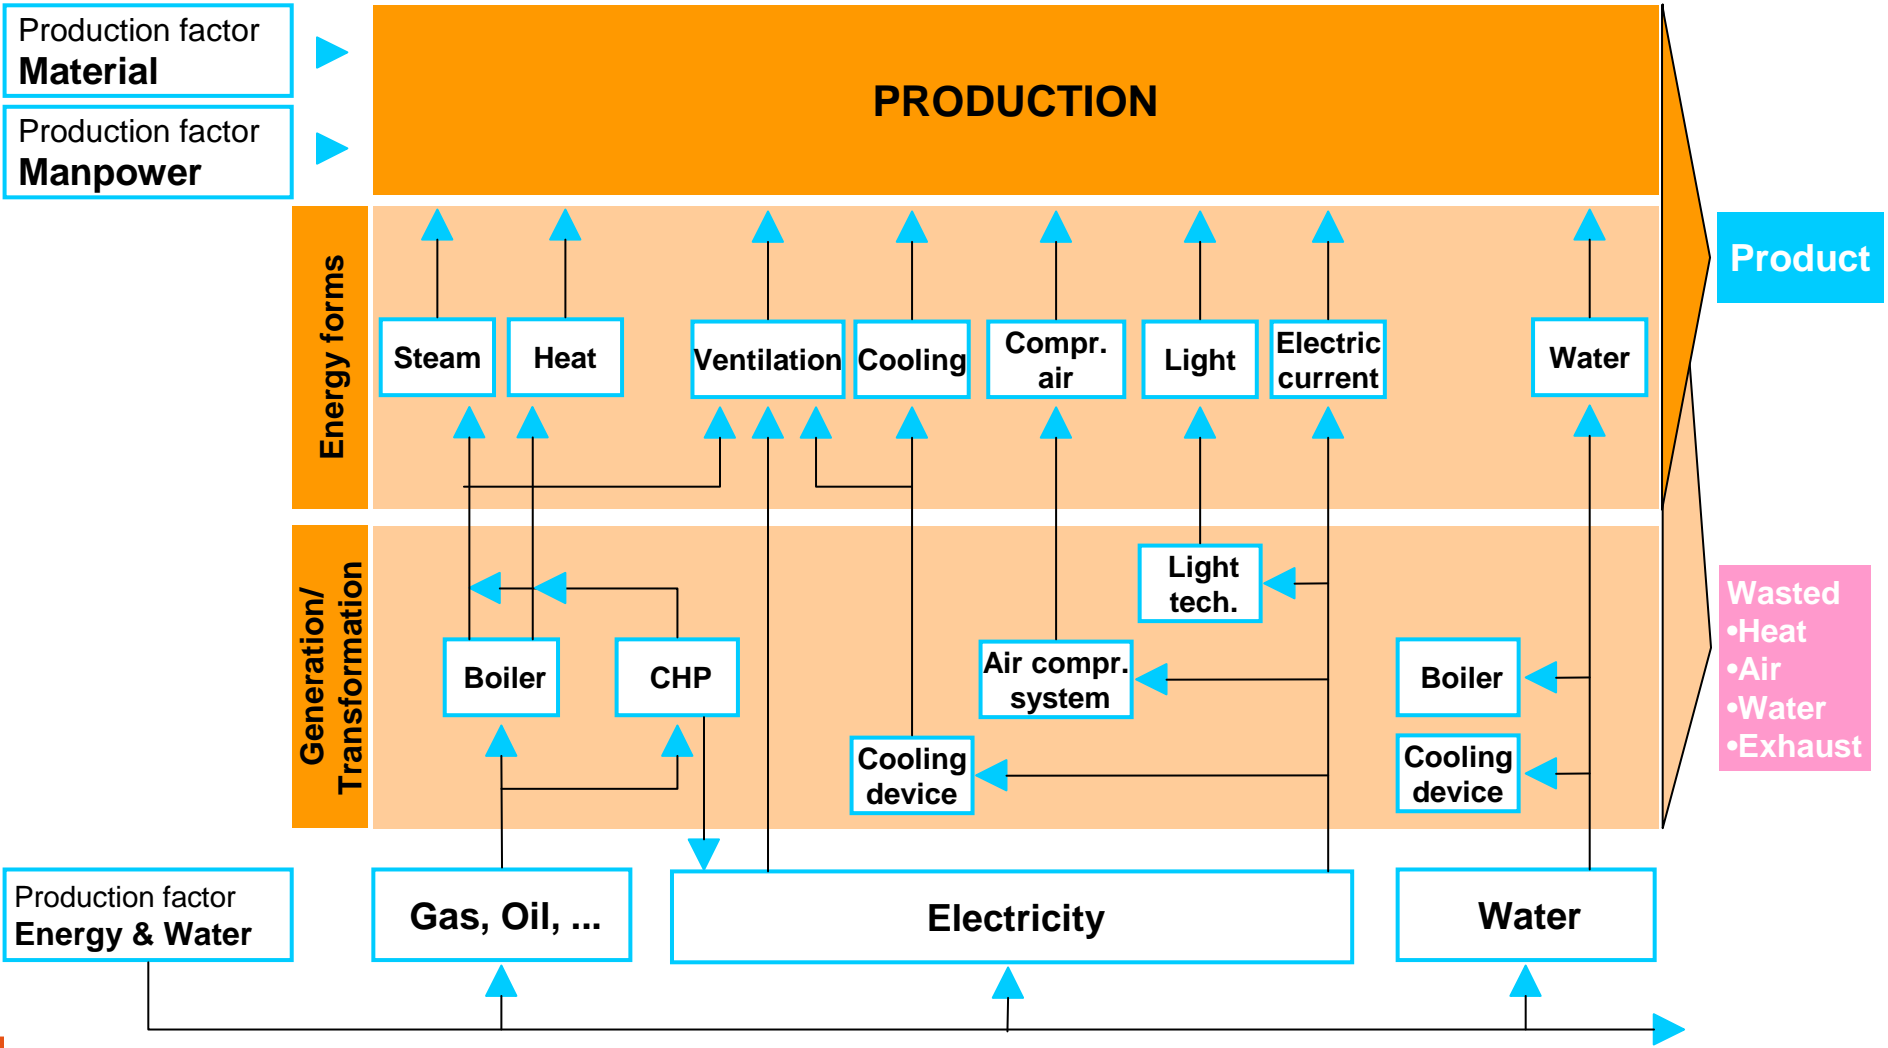 Production factor
Material
Production factor
Manpower
PRODUCTION
Product
Energy forms
Steam
Heat
Ventilation
Cooling
Compr.
air
Light
Electric
current
Water
Generation/
Transformation
Light
tech.
Boiler
CHP
Air compr.
system
Boiler
Cooling
device
Cooling
device
Wasted
•Heat
•Air
•Water
•Exhaust
Production factor
Energy & Water
Gas, Oil, ...
Electricity
Water